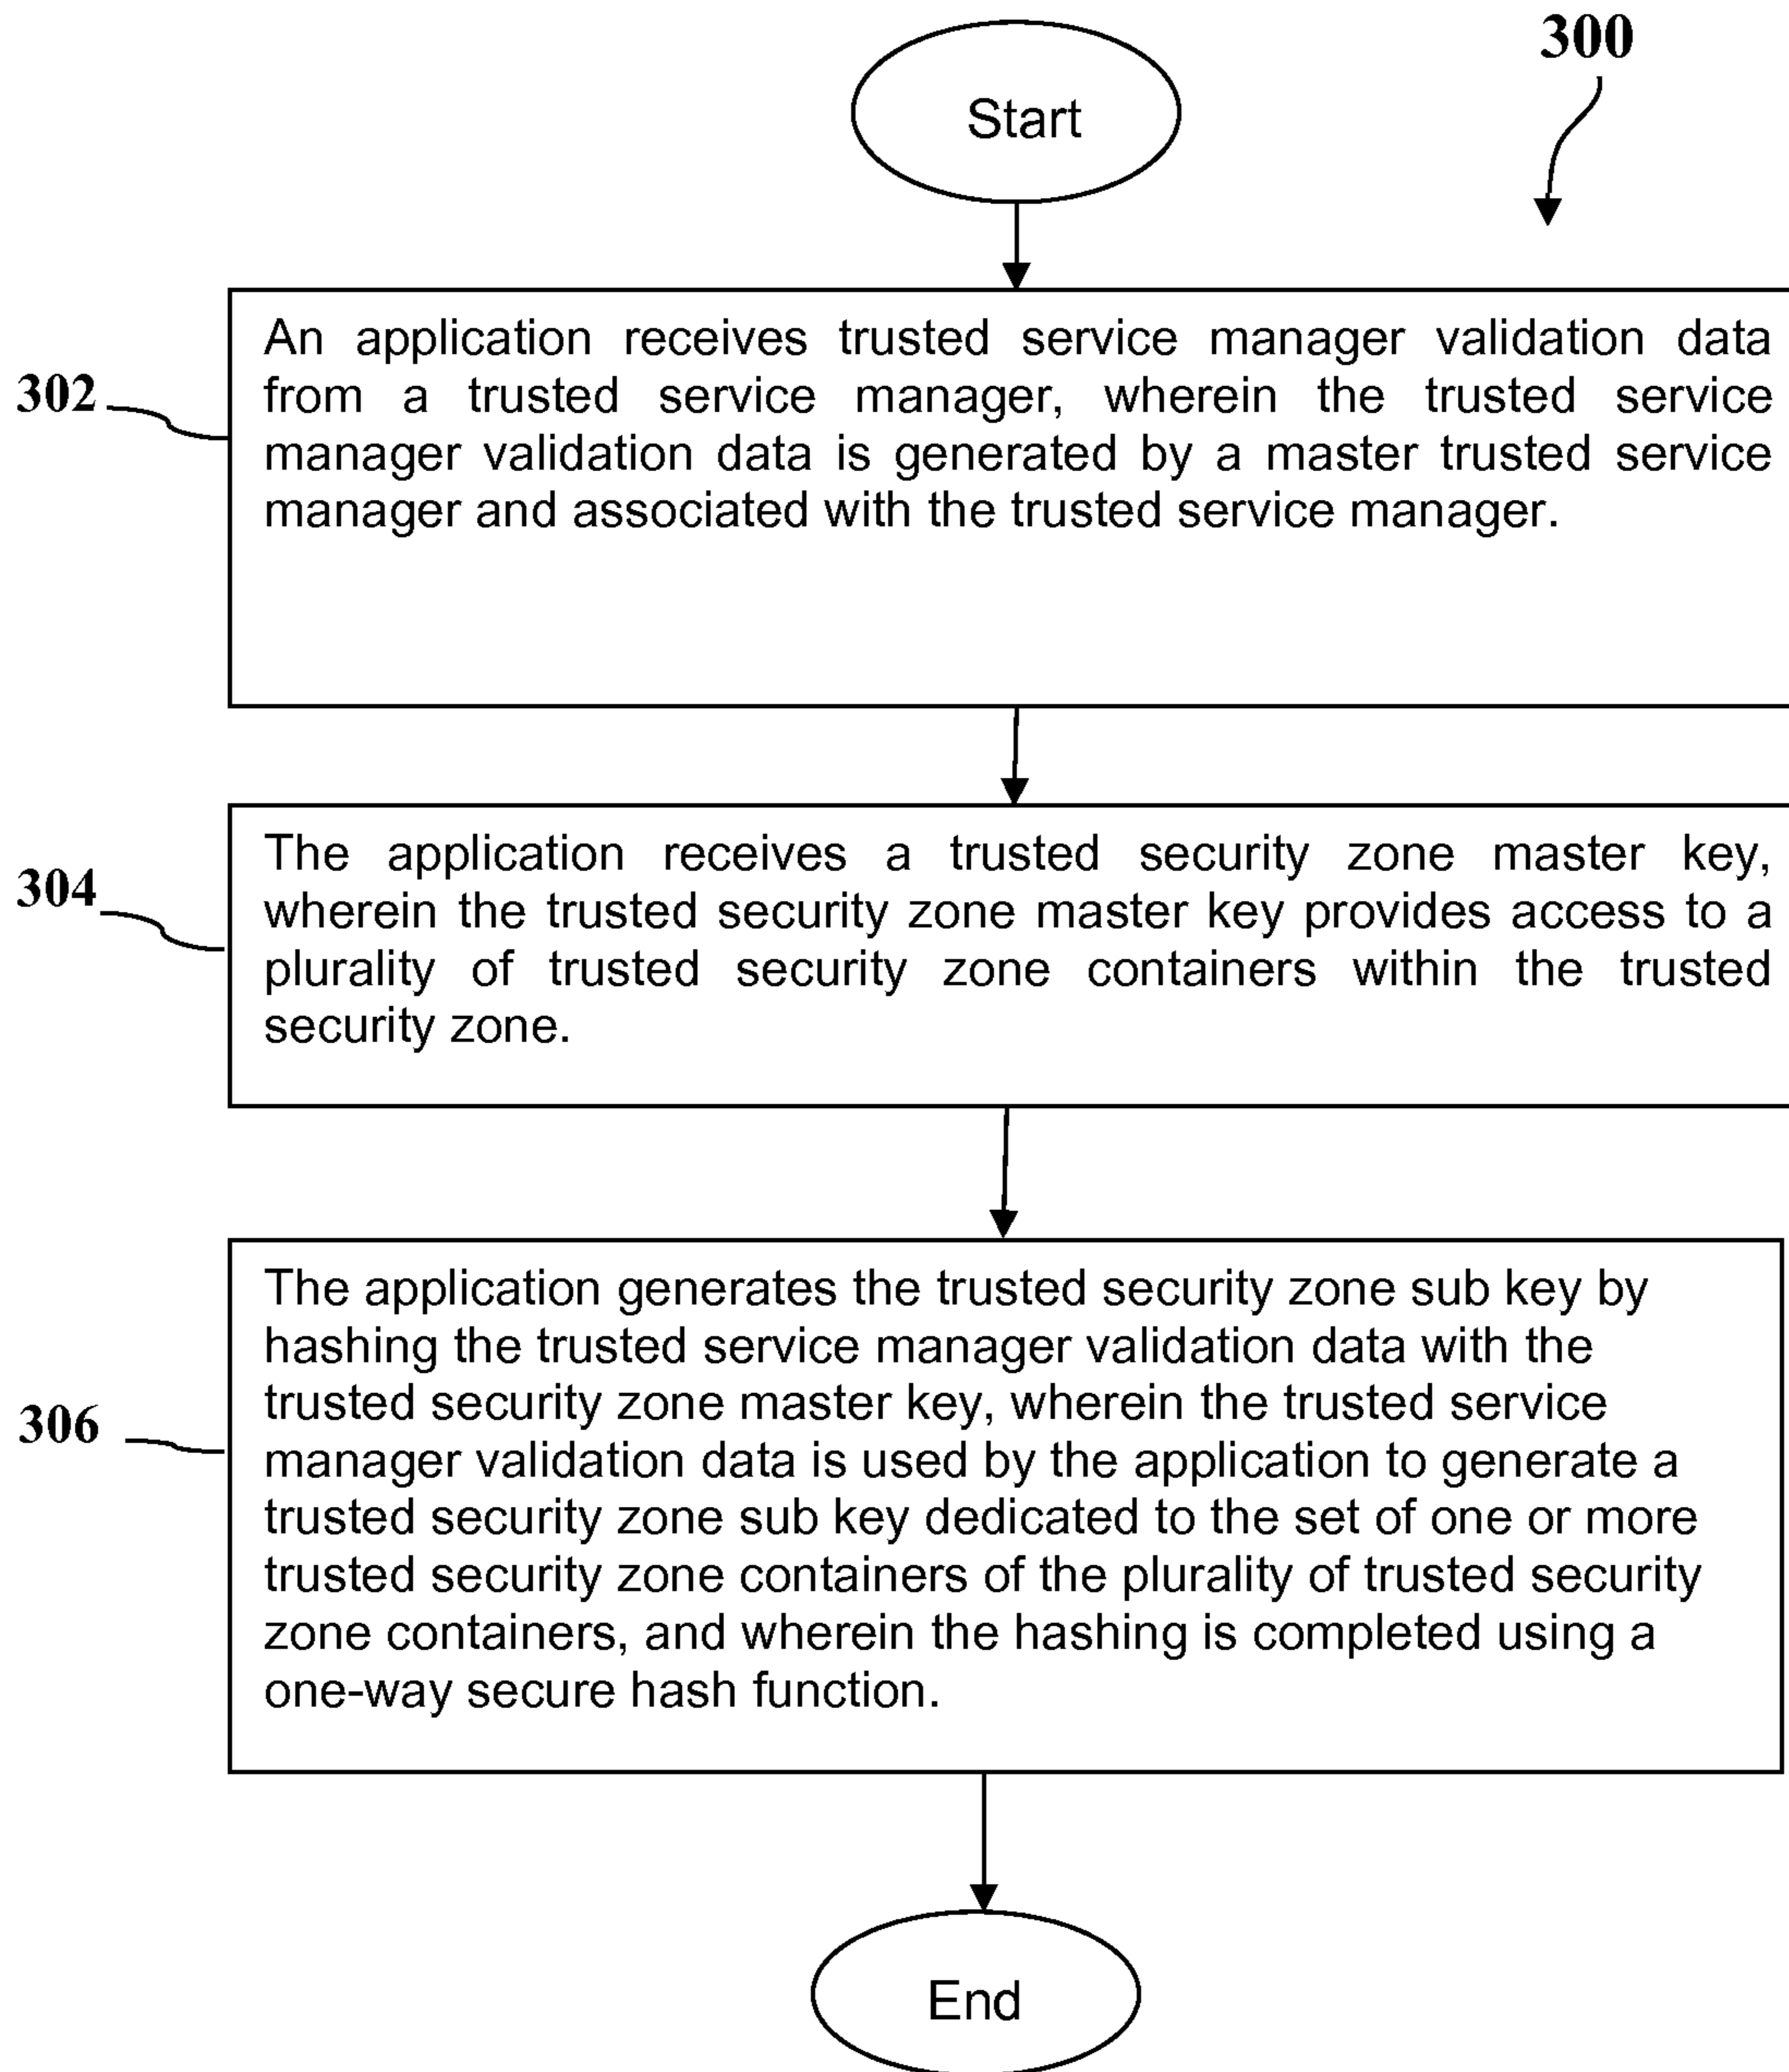 300
Start
302
An application receives trusted service manager validation data
from a trusted service manager, wherein the trusted service
manager validation data is generated by a master trusted service
manager and associated with the trusted service manager.
304
The application receives a trusted security zone master key,
wherein the trusted security zone master key provides access to a
plurality of trusted security zone containers within the trusted
security zone.
306
The application generates the trusted security zone sub key by
hashing the trusted service manager validation data with the
trusted security zone master key, wherein the trusted service
manager validation data is used by the application to generate a
trusted security zone sub key dedicated to the set of one or more
trusted security zone containers of the plurality of trusted security
zone containers, and wherein the hashing is completed using a
one-way secure hash function.
End